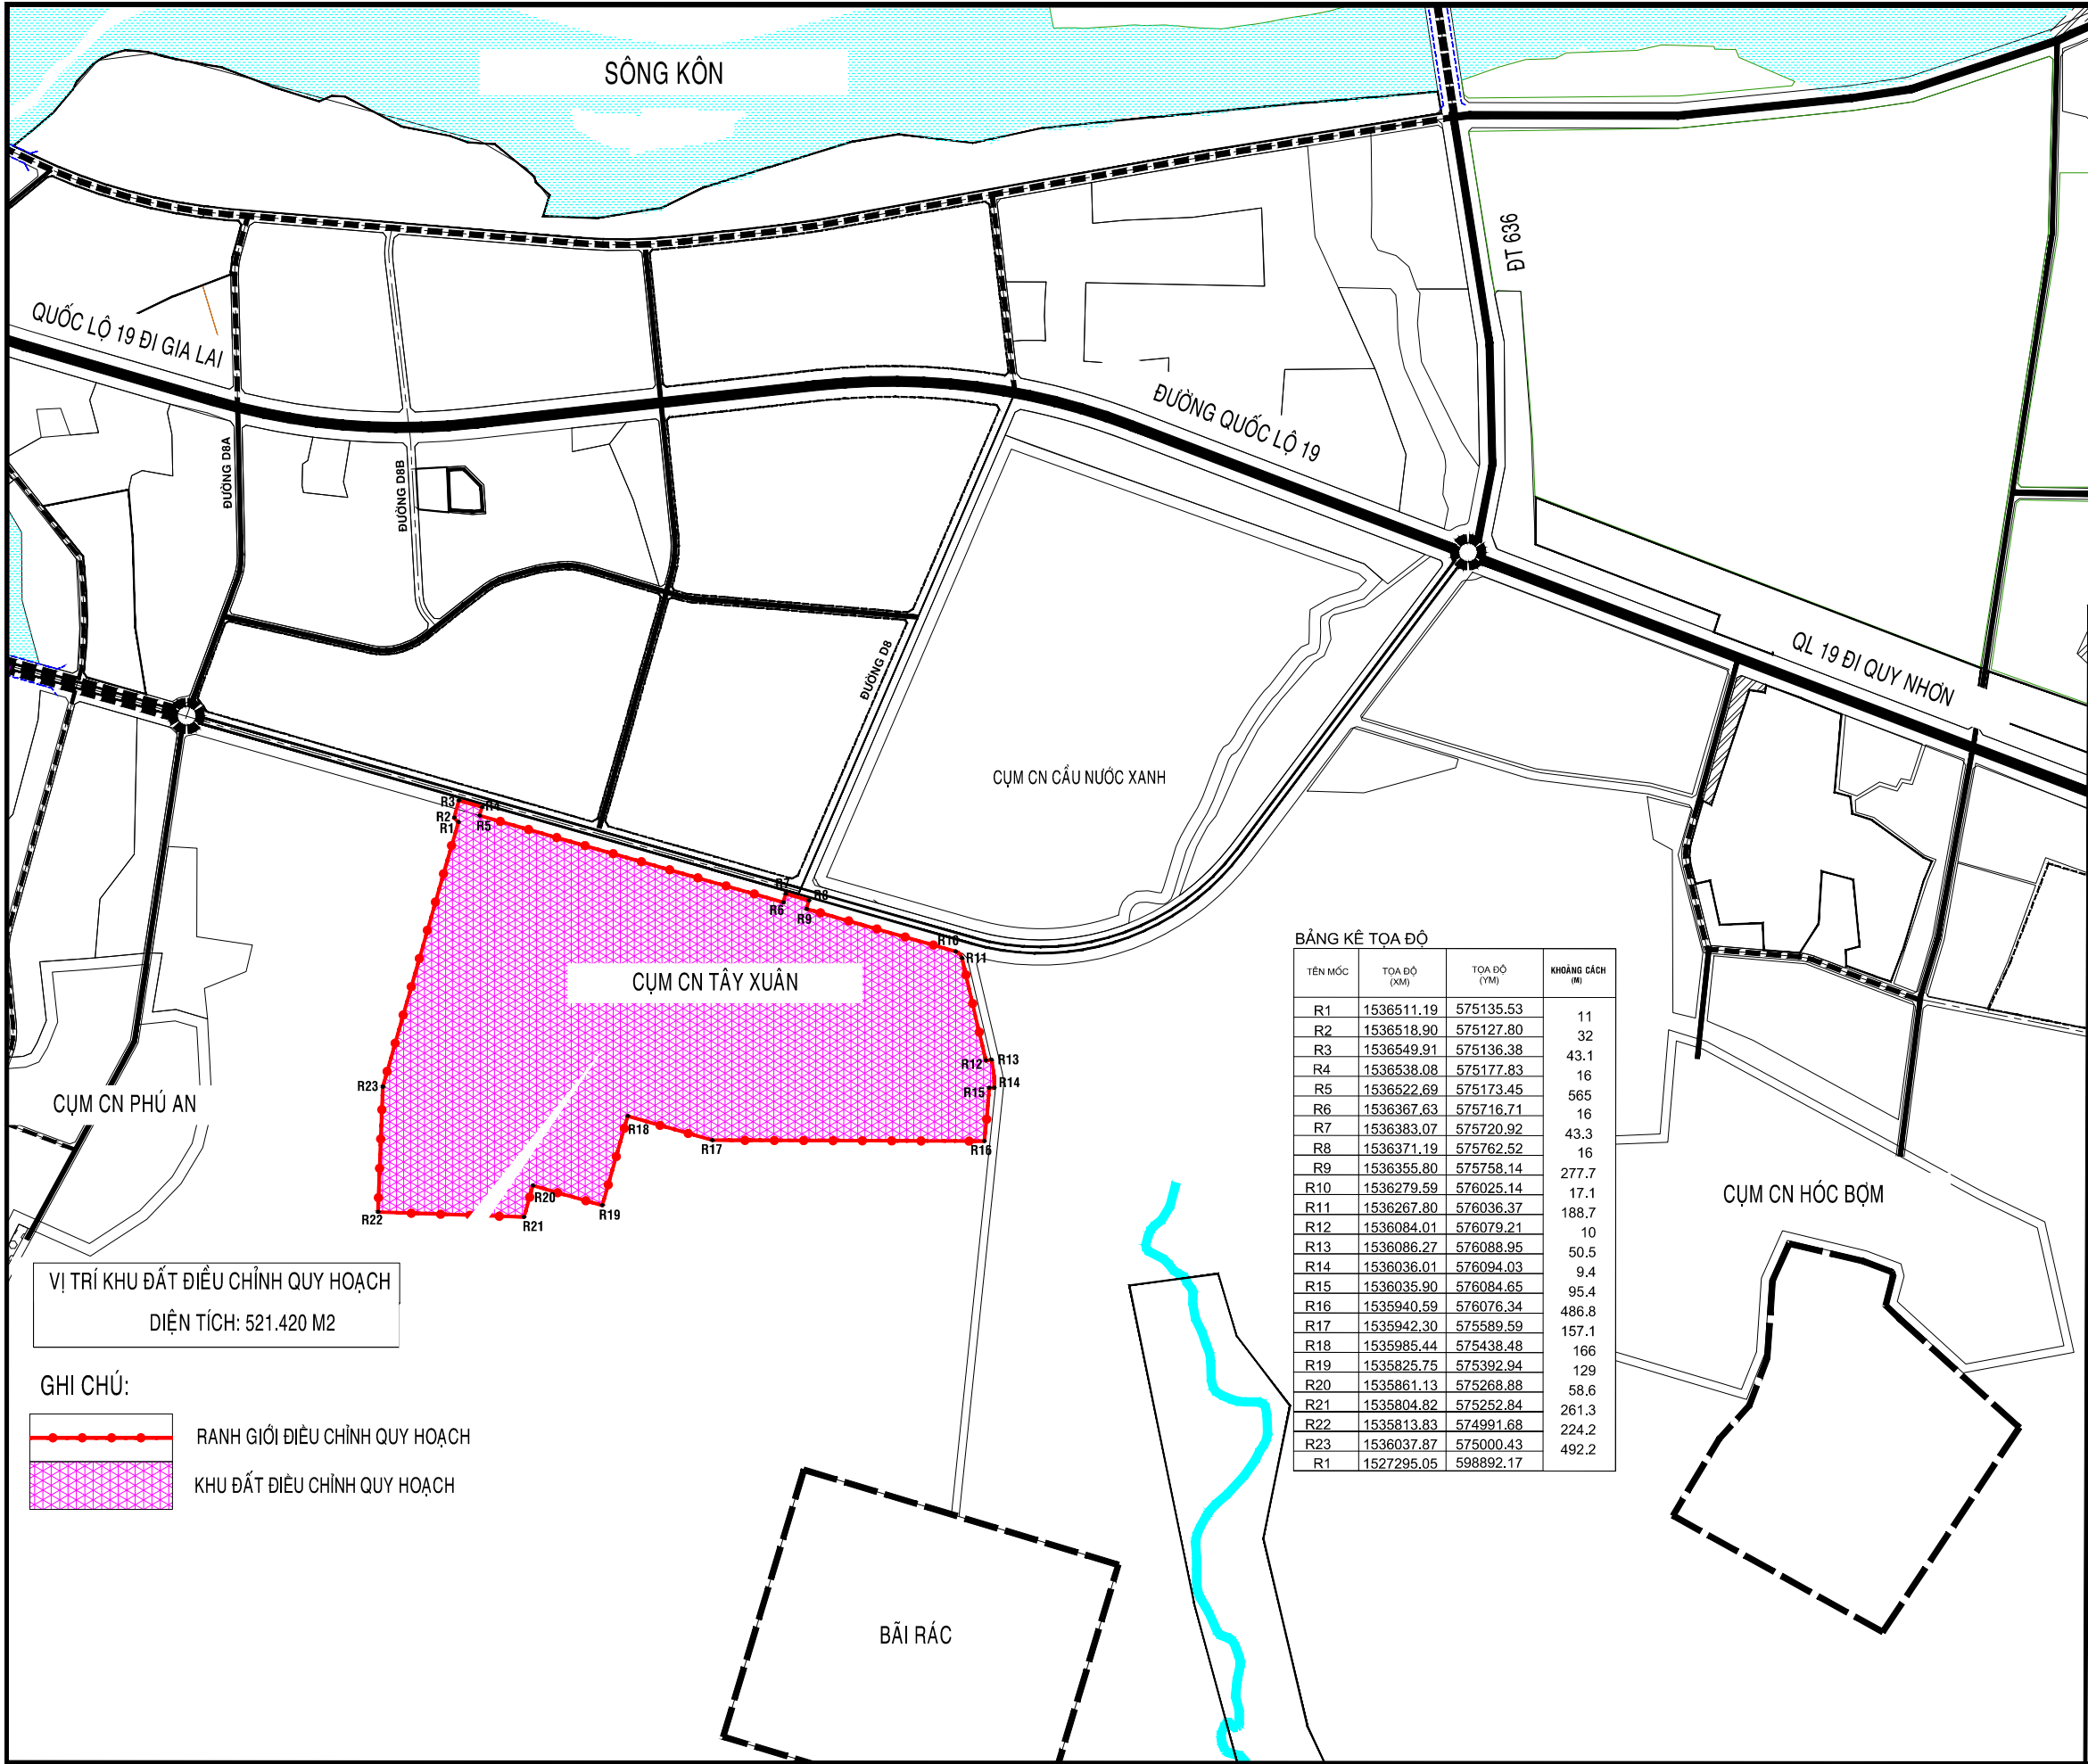 SÔNG KÔN
ĐT 636
QUỐC LỘ 19 ĐI GIA LAI
ĐƯỜNG QUỐC LỘ 19
ĐƯỜNG D8A
ĐƯỜNG D8B
ĐƯỜNG D8
QL 19 ĐI QUY NHƠN
CỤM CN CẦU NƯỚC XANH
R3
R4
R2
R5
R1
R7
R8
R6
R9
R10
R11
CỤM CN TÂY XUÂN
R12
R13
R14
R15
R23
R18
R17
R16
R20
R19
R22
R21
CỤM CN PHÚ AN
CỤM CN HÓC BỢM
BẢNG KÊ TỌA ĐỘ
TÊN MỐC TỌA ĐỘ (XM) TỌA ĐỘ (YM) KHOẢNG CÁCH (M)
R1 1536511.19 575135.53
11
R2 1536518.90 575127.80
32
R3 1536549.91 575136.38
43.1
R4 1536538.08 575177.83
16
R5 1536522.69 575173.45
565
R6 1536367.63 575716.71
16
R7 1536383.07 575720.92
43.3
R8 1536371.19 575762.52
16
R9 1536355.80 575758.14
277.7
R10 1536279.59 576025.14
17.1
R11 1536267.80 576036.37
188.7
R12 1536084.01 576079.21
10
R13 1536086.27 576088.95
50.5
R14 1536036.01 576094.03
9.4
R15 1536035.90 576084.65
95.4
R16 1535940.59 576076.34
486.8
R17 1535942.30 575589.59
157.1
R18 1535985.44 575438.48
166
R19 1535825.75 575392.94
129
R20 1535861.13 575268.88
58.6
R21 1535804.82 575252.84
261.3
R22 1535813.83 574991.68
224.2
R23 1536037.87 575000.43
492.2
R1 1527295.05 598892.17
VỊ TRÍ KHU ĐẤT ĐIỀU CHỈNH QUY HOẠCH
DIỆN TÍCH: 521.420 M2
GHI CHÚ:
RANH GIỚI ĐIỀU CHỈNH QUY HOẠCH
KHU ĐẤT ĐIỀU CHỈNH QUY HOẠCH
BÃI RÁC